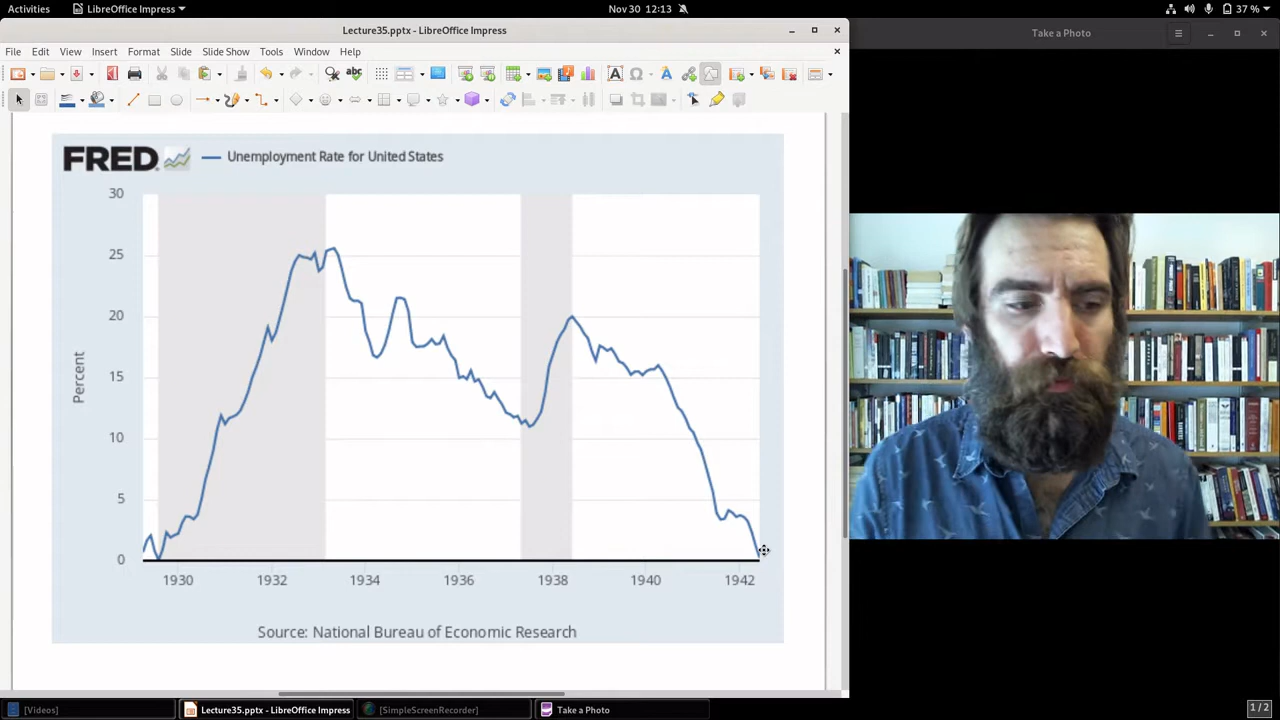 Activities
LibreOffice Impress
Nov 30 12:13
37 %
Lecture35.pptx - LibreOffice Impress
Take a Photo
File Edit View Insert Format Slide Slide Show Tools Window Help
abc
FRED
Unemployment Rate for United States
30
25
20
15
10
5
0
Percent
1930 1932 1934 1936 1938 1940 1942
Source: National Bureau of Economic Research
[Videos]
Lecture35.pptx - LibreOffice Impress
[SimpleScreenRecorder]
Take a Photo
1 / 2